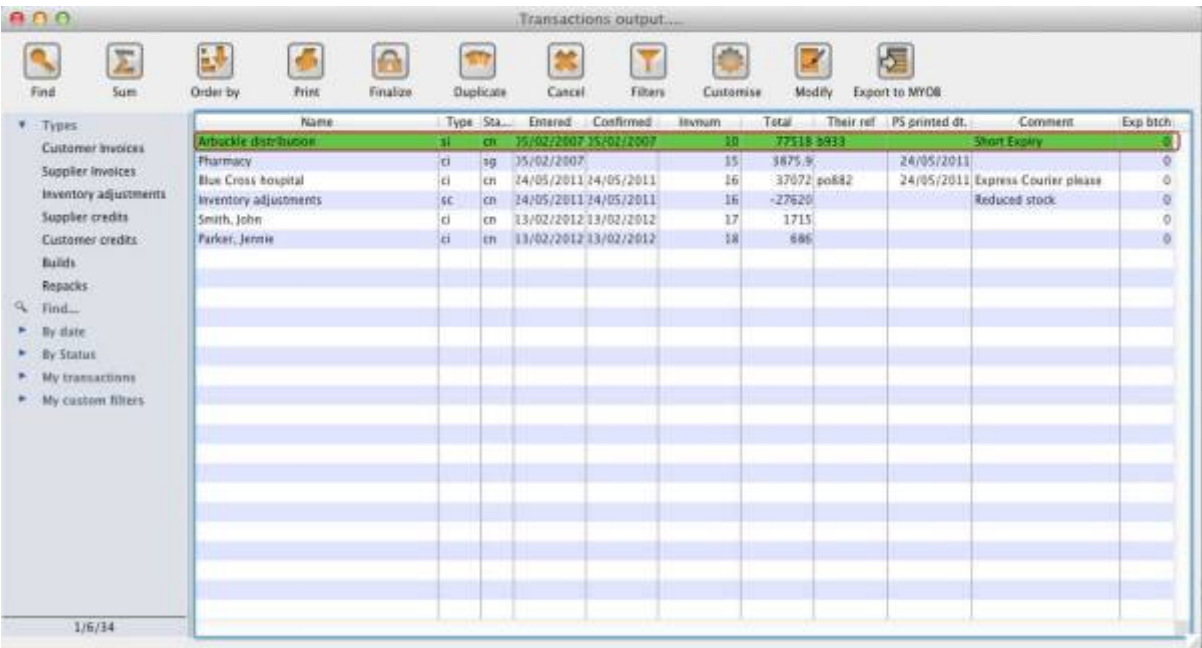 Transactions output....
Find Sum Order by Print Finalize Duplicate Cancel Filters Customise Modify Export to MYOB
Types
Customer Invoices
Supplier Invoices
Inventory adjustments
Supplier credits
Customer credits
Builds
Repacks
Find...
By date
By Status
My transactions
My custom filters
1/6/34
Name Type Sta... Entered Confirmed Invnum Total Their ref PS printed dt. Comment Exp btch
Arbuckle distribution si cn 10 77518 b933 Short Expiry 0
Pharmacy ci sg 15 3875.9 24/05/2011 0
Blue Cross hospital ci cn 24/05/2011 24/05/2011 16 37072 po882 24/05/2011 Express Courier please 0
Inventory adjustments sc cn 24/05/2011 24/05/2011 16 -27620 Reduced stock 0
Smith, John ci cn 13/02/2012 13/02/2012 17 1715 0
Parker, Jennie ci cn 13/02/2012 13/02/2012 18 686 0